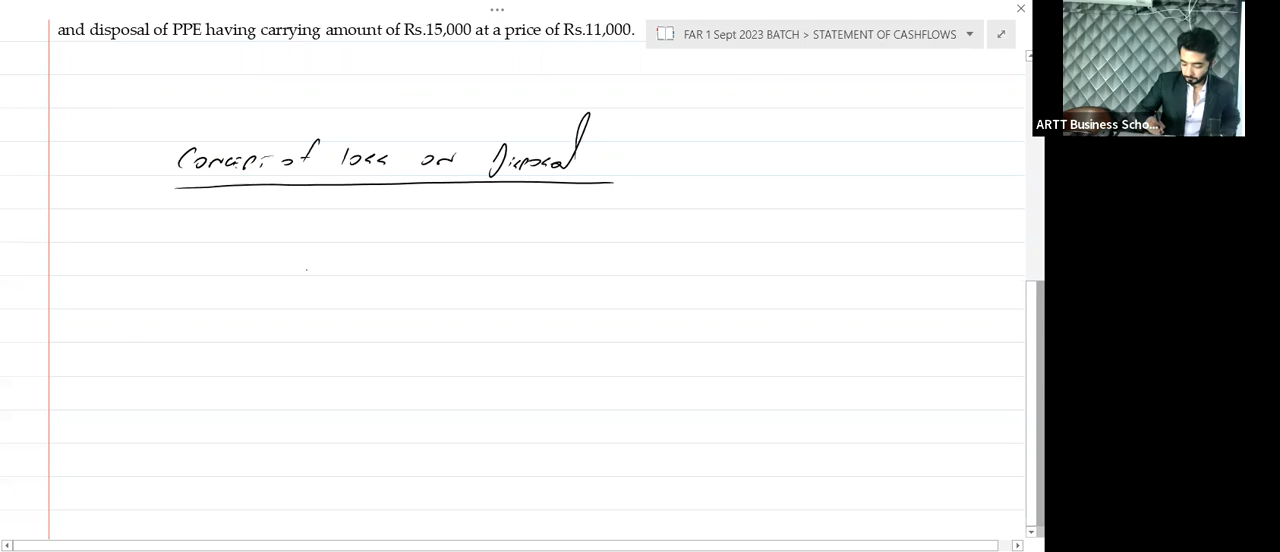 and disposal of PPE having carrying amount of Rs.15,000 at a price of Rs.11,000.
FAR 1 Sept 2023 BATCH > STATEMENT OF CASHFLOWS
ARTT Business Scho...
Concept of loss on Disposal